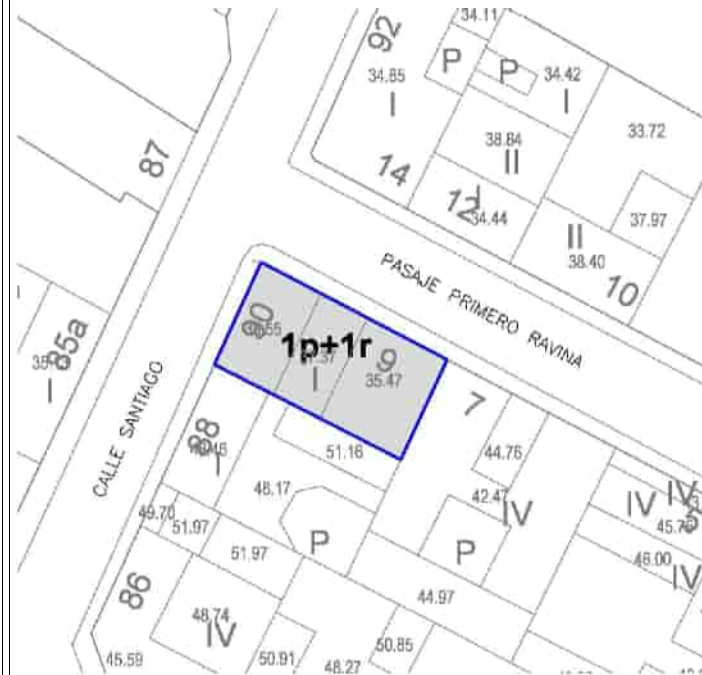 34.11
92
P
P
34.85
34.42
I
I
33.72
87
38.84
II
14
12
I
34.44
37.97
II
38.40
10
PASAJE PRIMERO RAVINA
90
1p+1r
9
35.47
I
85a
I
CALLE SANTIAGO
7
88
I
51.16
44.76
48.17
42.47
IV
IV
IV
45.75
49.70
51.97
51.97
P
P
46.00
IV
86
44.97
48.74
IV
50.85
45.59
50.91
48.27